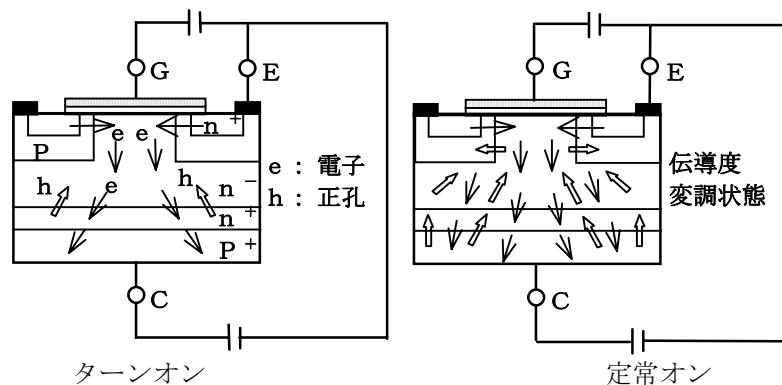 G
E
e e n⁺
P
h e h n⁻
n⁺
P⁺
C
e : 電子
h : 正孔
ターンオン
G
E
伝導度
変調状態
C
定常オン